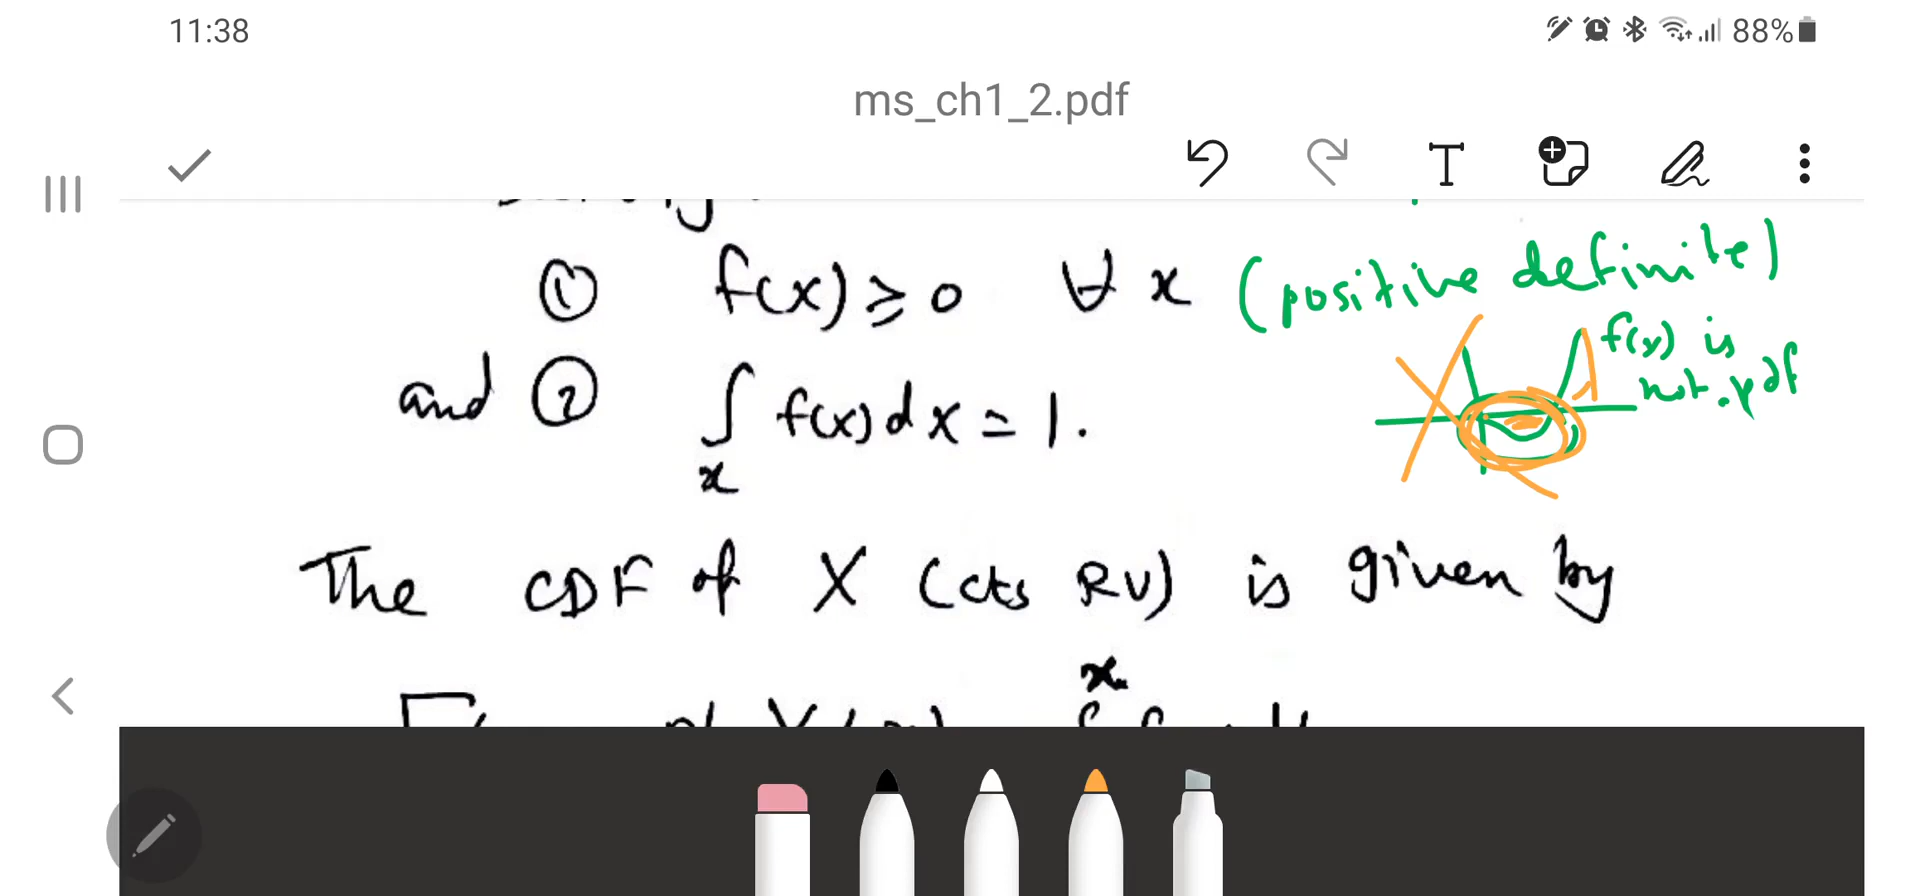 11:38
88%
ms_ch1_2.pdf
T
① f(x) ≥ 0 ∀ x (positive definite)
f(x) is
not pdf
and ② ∫ f(x) dx = 1.
x
The CDF of X (cts RV) is given by
x